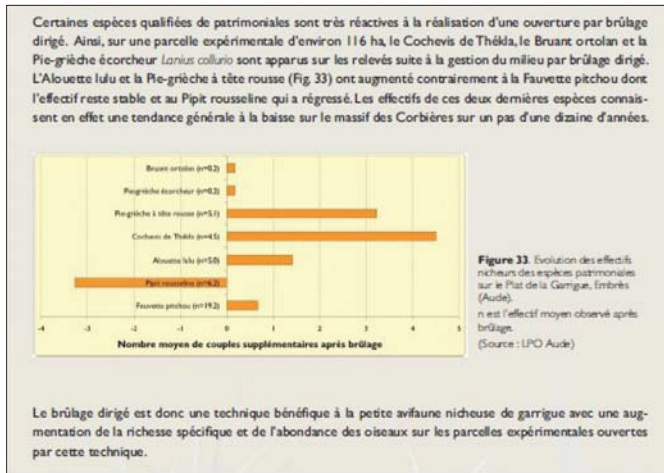 Certaines espèces qualifiées de patrimoniales sont très réactives à la réalisation d'une ouverture par brûlage
dirigé. Ainsi, sur une parcelle expérimentale d'environ 116 ha, le Cochevis de Thékla, le Bruant ortolan et la
Pie-grièche écorcheur Lanius collurio sont apparus sur les relevés suite à la gestion du milieu par brûlage dirigé.
L'Alouette lulu et la Pie-grièche à tête rousse (Fig. 33) ont augmenté contrairement à la Fauvette pitchou dont
l'effectif reste stable et au Pipit rousseline qui a régressé. Les effectifs de ces deux dernières espèces connais-
sent en effet une tendance générale à la baisse sur le massif des Corbières sur un pas d'une dizaine d'années.
Bruant ortolan (n=0.2)
Pie-grièche écorcheur (n=0.2)
Pie-grièche à tête rousse (n=5.1)
Cochevis de Thékla (n=4.5)
Alouette lulu (n=5.0)
Pipit rousseline (n=6.2)
Fauvette pitchou (n=19.2)
-4 -3 -2 -1 0 1 2 3 4 5
Nombre moyen de couples supplémentaires après brûlage
Figure 33. Evolution des effectifs
nicheurs des espèces patrimoniales
sur le Plat de la Garrigue, Embrès
(Aude).
n est l'effectif moyen observé après
brûlage.
(Source : LPO Aude)
Le brûlage dirigé est donc une technique bénéfique à la petite avifaune nicheuse de garrigue avec une aug-
mentation de la richesse spécifique et de l'abondance des oiseaux sur les parcelles expérimentales ouvertes
par cette technique.